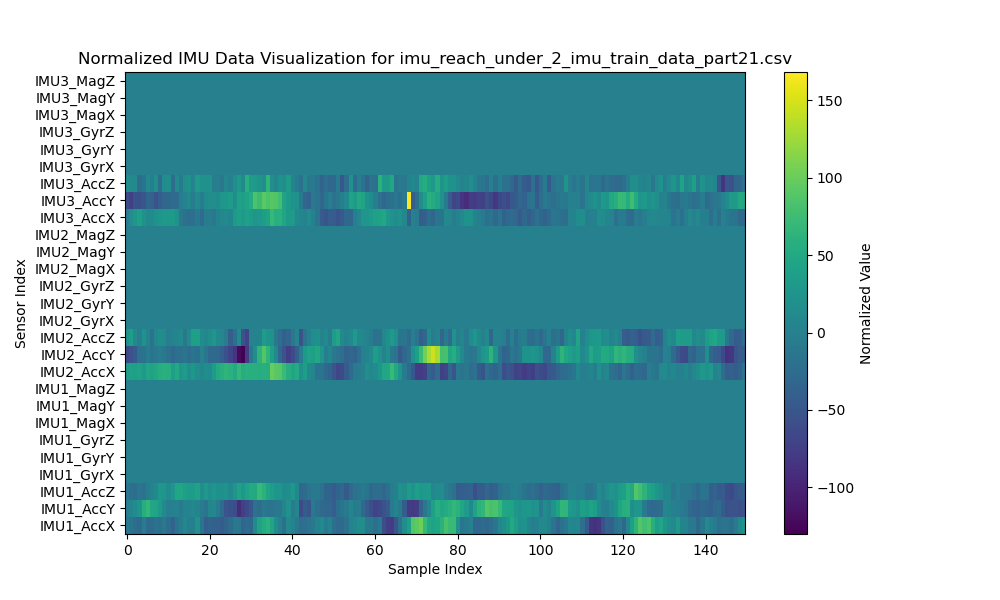 Normalized IMU Data Visualization for imu_reach_under_2_imu_train_data_part21.csv
IMU3_MagZ
IMU3_MagY
IMU3_MagX
IMU3_GyrZ
IMU3_GyrY
IMU3_GyrX
IMU3_AccZ
IMU3_AccY
IMU3_AccX
IMU2_MagZ
IMU2_MagY
IMU2_MagX
IMU2_GyrZ
IMU2_GyrY
IMU2_GyrX
IMU2_AccZ
IMU2_AccY
IMU2_AccX
IMU1_MagZ
IMU1_MagY
IMU1_MagX
IMU1_GyrZ
IMU1_GyrY
IMU1_GyrX
IMU1_AccZ
IMU1_AccY
IMU1_AccX
Sensor Index
0 20 40 60 80 100 120 140
Sample Index
150
100
50
0
−50
−100
Normalized Value